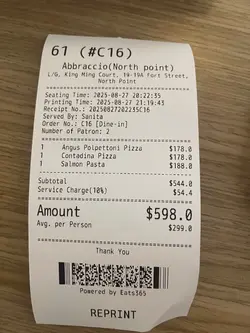 61 (#C16)
Abbraccio(North point)
L/G, King Ming Court, 19-19A Fort Street,
North Point
Seating Time: 2025-08-27 20:22:35
Printing Time: 2025-08-27 21:19:43
Receipt No.: 20250827202235C16
Served By: Sanita
Order No.: C16 [Dine-in]
Number of Patron: 2
1 Angus Polpettoni Pizza $178.0
1 Contadina Pizza $178.0
1 Salmon Pasta $188.0
Subtotal $544.0
Service Charge(10%) $54.4
Amount $598.0
Avg. per Person $299.0
Thank You
Powered by Eats365
REPRINT